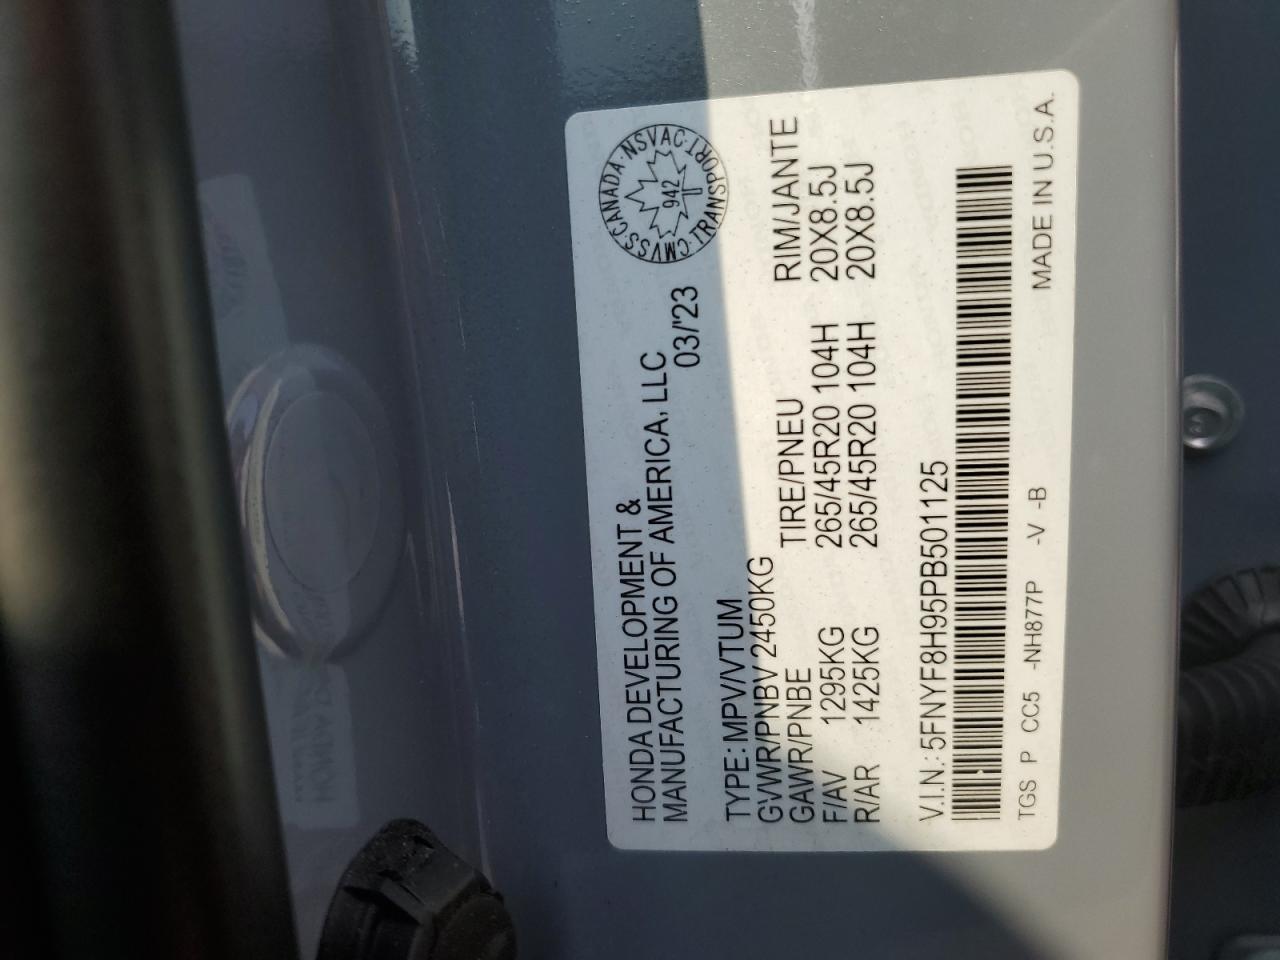 HONDA DEVELOPMENT &
MANUFACTURING OF AMERICA, LLC
03/'23
CMVSS·CANADA·NSVAC·TRANSPORT
942
TYPE: MPV/VTUM
GVWR/PNBV 2450KG
GAWR/PNBE TIRE/PNEU RIM/JANTE
F/AV 1295KG 265/45R20 104H 20X8.5J
R/AR 1425KG 265/45R20 104H 20X8.5J
V.I.N.: 5FNYF8H95PB501125
TGS P CC5 -NH877P -V -B MADE IN U.S.A.